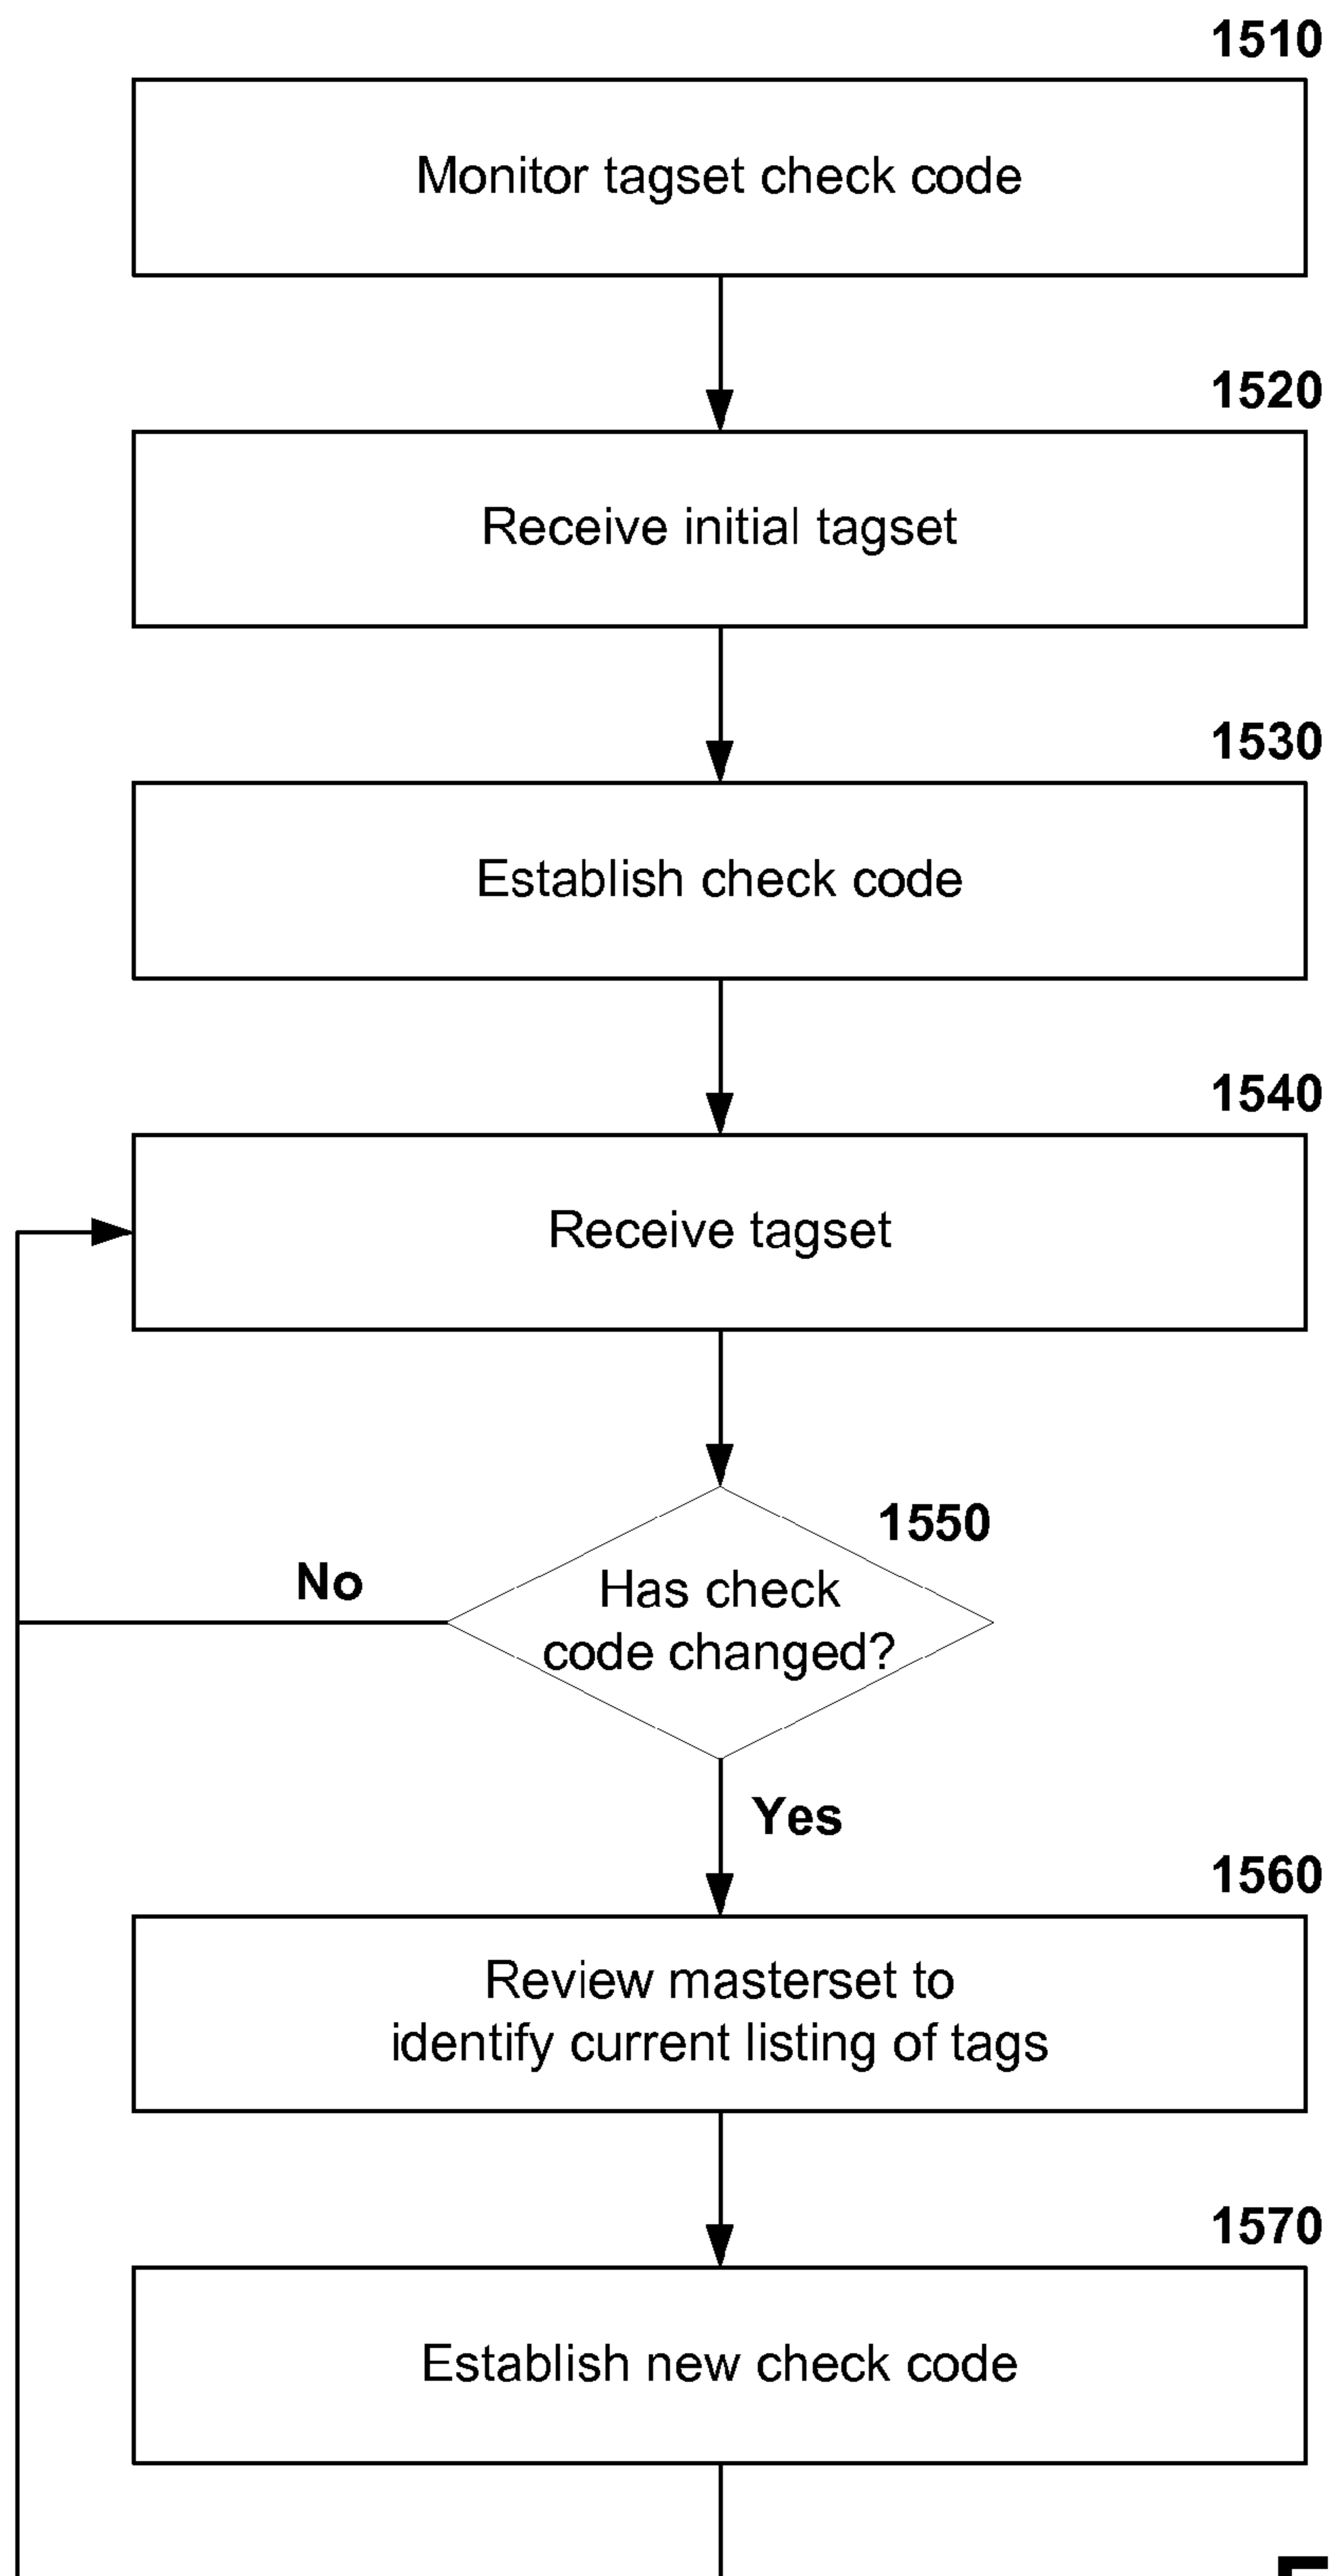 1510
Monitor tagset check code
1520
Receive initial tagset
1530
Establish check code
1540
Receive tagset
1550
Has check
code changed?
No
Yes
1560
Review masterset to
identify current listing of tags
1570
Establish new check code